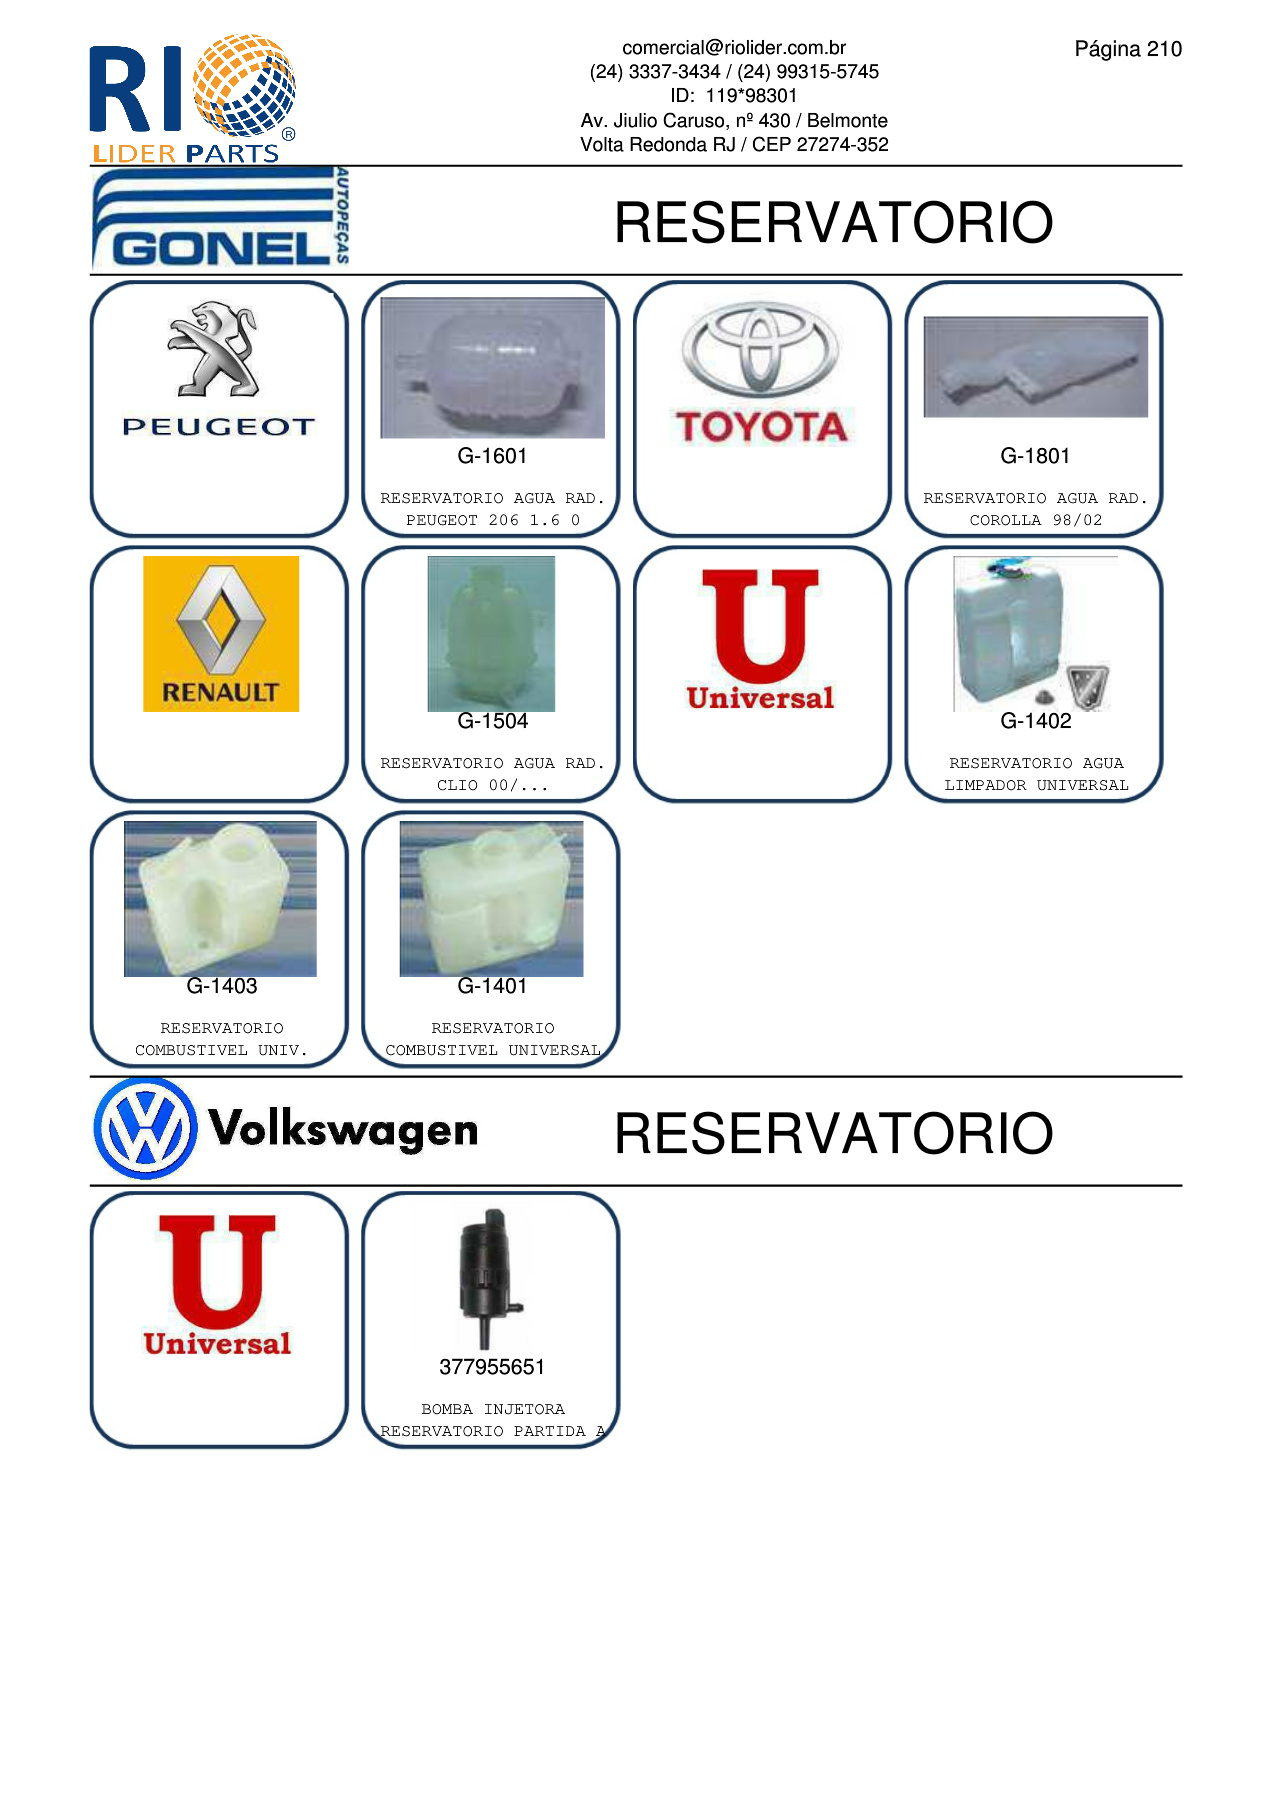 RIO
LIDER PARTS
®
comercial@riolider.com.br
(24) 3337-3434 / (24) 99315-5745
ID: 119*98301
Av. Jiulio Caruso, nº 430 / Belmonte
Volta Redonda RJ / CEP 27274-352
Página 210
GONEL
AUTOPEÇAS
RESERVATORIO
PEUGEOT
G-1601
RESERVATORIO AGUA RAD.
PEUGEOT 206 1.6 0
TOYOTA
G-1801
RESERVATORIO AGUA RAD.
COROLLA 98/02
RENAULT
G-1504
RESERVATORIO AGUA RAD.
CLIO 00/...
U
Universal
G-1402
RESERVATORIO AGUA
LIMPADOR UNIVERSAL
G-1403
RESERVATORIO
COMBUSTIVEL UNIV.
G-1401
RESERVATORIO
COMBUSTIVEL UNIVERSAL
Volkswagen
RESERVATORIO
U
Universal
377955651
BOMBA INJETORA
RESERVATORIO PARTIDA A